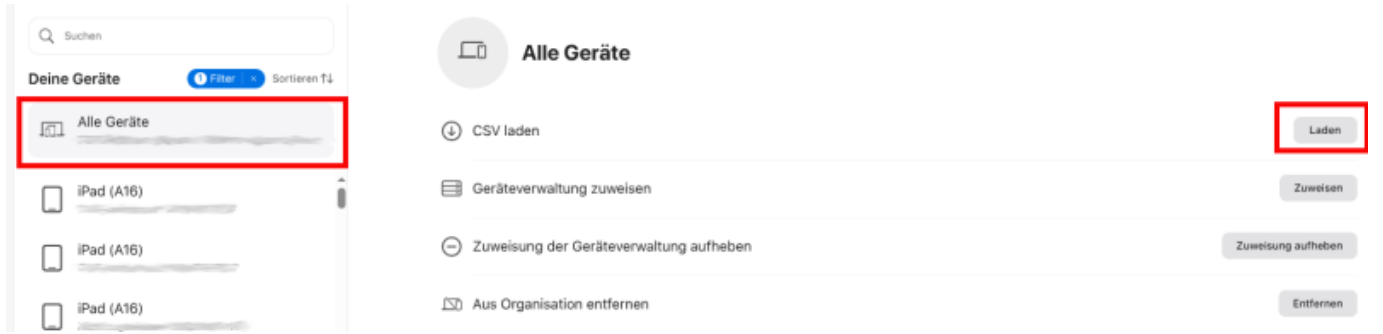 Suchen
Deine Geräte
1 Filter ×
Sortieren ↑↓
Alle Geräte
iPad (A16)
iPad (A16)
iPad (A16)
Alle Geräte
CSV laden
Laden
Geräteverwaltung zuweisen
Zuweisen
Zuweisung der Geräteverwaltung aufheben
Zuweisung aufheben
Aus Organisation entfernen
Entfernen